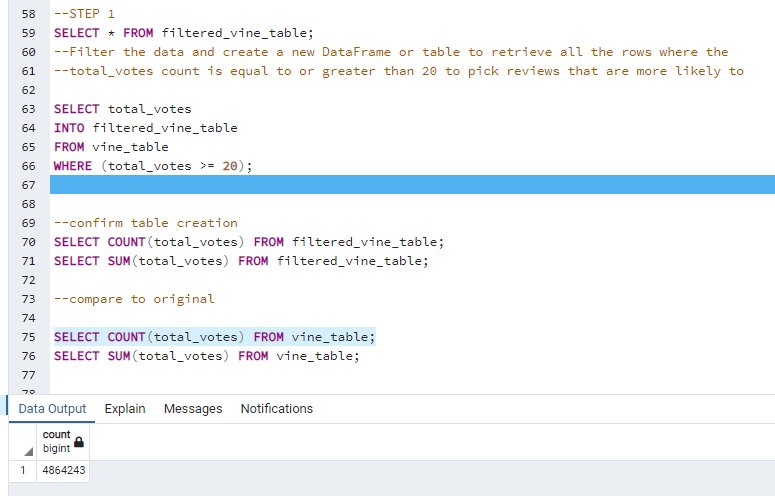 58 --STEP 1
59 SELECT * FROM filtered_vine_table;
60 --Filter the data and create a new DataFrame or table to retrieve all the rows where the
61 --total_votes count is equal to or greater than 20 to pick reviews that are more likely to
62
63 SELECT total_votes
64 INTO filtered_vine_table
65 FROM vine_table
66 WHERE (total_votes >= 20);
67
68
69 --confirm table creation
70 SELECT COUNT(total_votes) FROM filtered_vine_table;
71 SELECT SUM(total_votes) FROM filtered_vine_table;
72
73 --compare to original
74
75 SELECT COUNT(total_votes) FROM vine_table;
76 SELECT SUM(total_votes) FROM vine_table;
77
78
Data Output Explain Messages Notifications
count
bigint
1 4864243